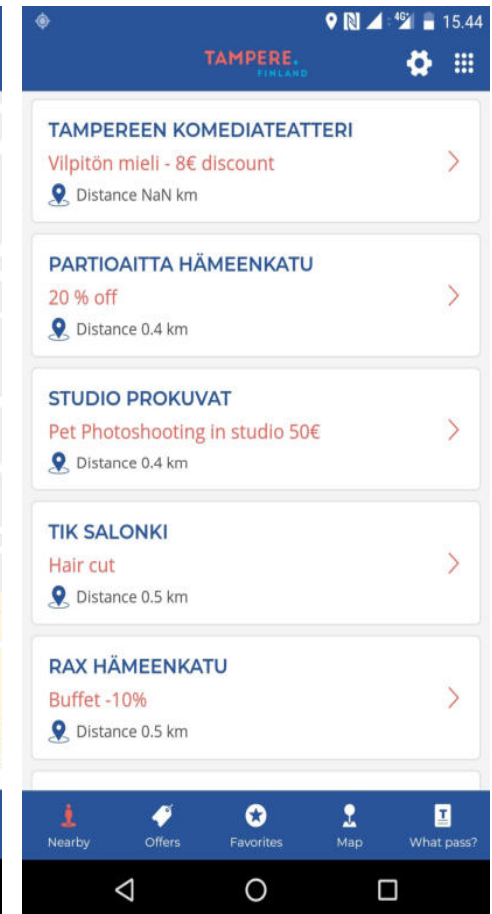 4G
15.44
TAMPERE.
FINLAND
TAMPEREEN KOMEDIATEATTERI
Vilpitön mieli - 8€ discount
Distance NaN km
PARTIOAITTA HÄMEENKATU
20 % off
Distance 0.4 km
STUDIO PROKUVAT
Pet Photoshooting in studio 50€
Distance 0.4 km
TIK SALONKI
Hair cut
Distance 0.5 km
RAX HÄMEENKATU
Buffet -10%
Distance 0.5 km
Nearby Offers Favorites Map What pass?